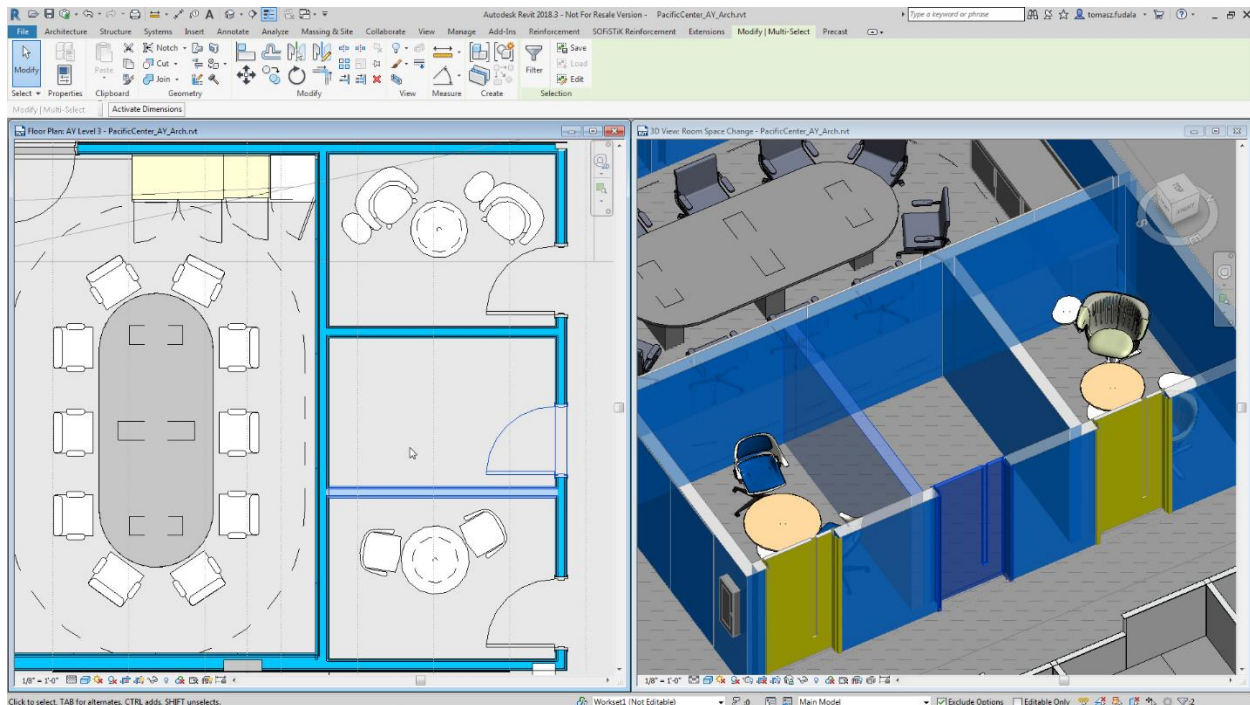 Autodesk Revit 2018.3 - Not For Resale Version - PacificCenter_AY_Arch.rvt
Type a keyword or phrase
tomasz.fudala
File Architecture Structure Systems Insert Annotate Analyze Massing & Site Collaborate View Manage Add-Ins Reinforcement SOFiSTiK Reinforcement Extensions Modify | Multi-Select Precast
Modify
Paste
Notch
Cut
Join
Filter
Save
Load
Edit
Select Properties Clipboard Geometry Modify View Measure Create Selection
Modify | Multi-Select Activate Dimensions
Floor Plan: AY Level 3 - PacificCenter_AY_Arch.rvt
3D View: Room Space Change - PacificCenter_AY_Arch.rvt
1/8" = 1'-0"
1/8" = 1'-0"
Click to select, TAB for alternates, CTRL adds, SHIFT unselects.
Workset1 (Not Editable)
:0
Main Model
Exclude Options
Editable Only
:2